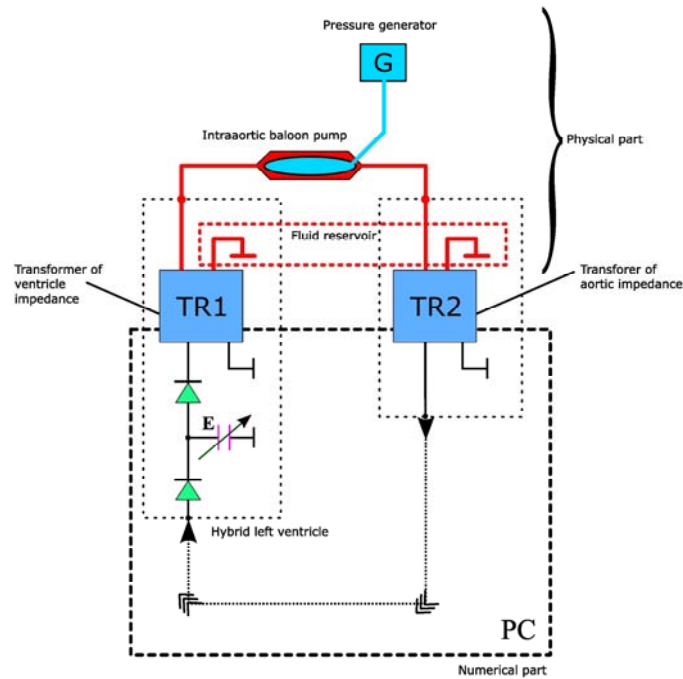 Pressure generator
G
Intraaortic baloon pump
Physical part
Fluid reservoir
Transformer of
ventricle
impedance
Transforer of
aortic impedance
TR1
TR2
E
Hybrid left ventricle
PC
Numerical part